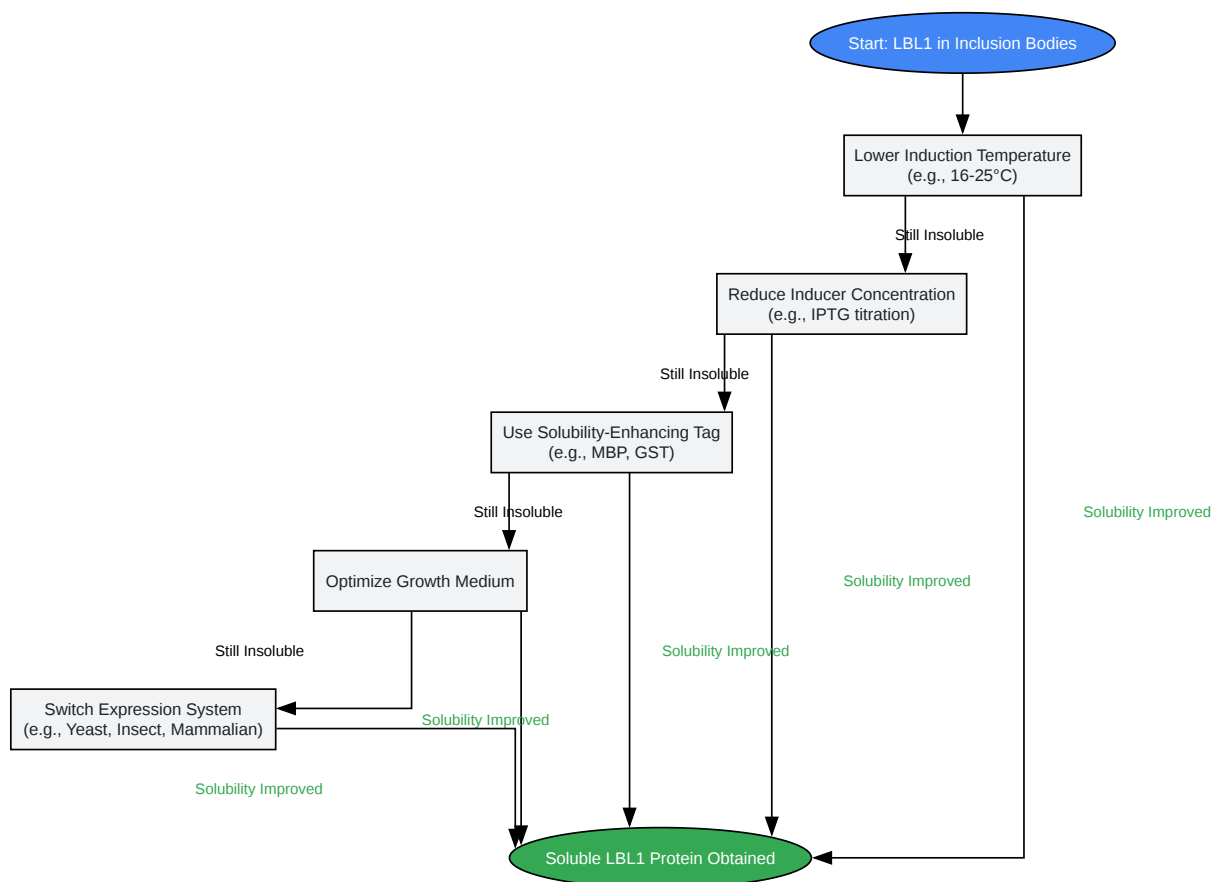 Start: LBL1 in Inclusion Bodies
Lower Induction Temperature
(e.g., 16-25°C)
Still Insoluble
Reduce Inducer Concentration
(e.g., IPTG titration)
Still Insoluble
Use Solubility-Enhancing Tag
(e.g., MBP, GST)
Still Insoluble
Solubility Improved
Optimize Growth Medium
Solubility Improved
Still Insoluble
Solubility Improved
Switch Expression System
(e.g., Yeast, Insect, Mammalian)
Solubility Improved
Solubility Improved
Soluble LBL1 Protein Obtained